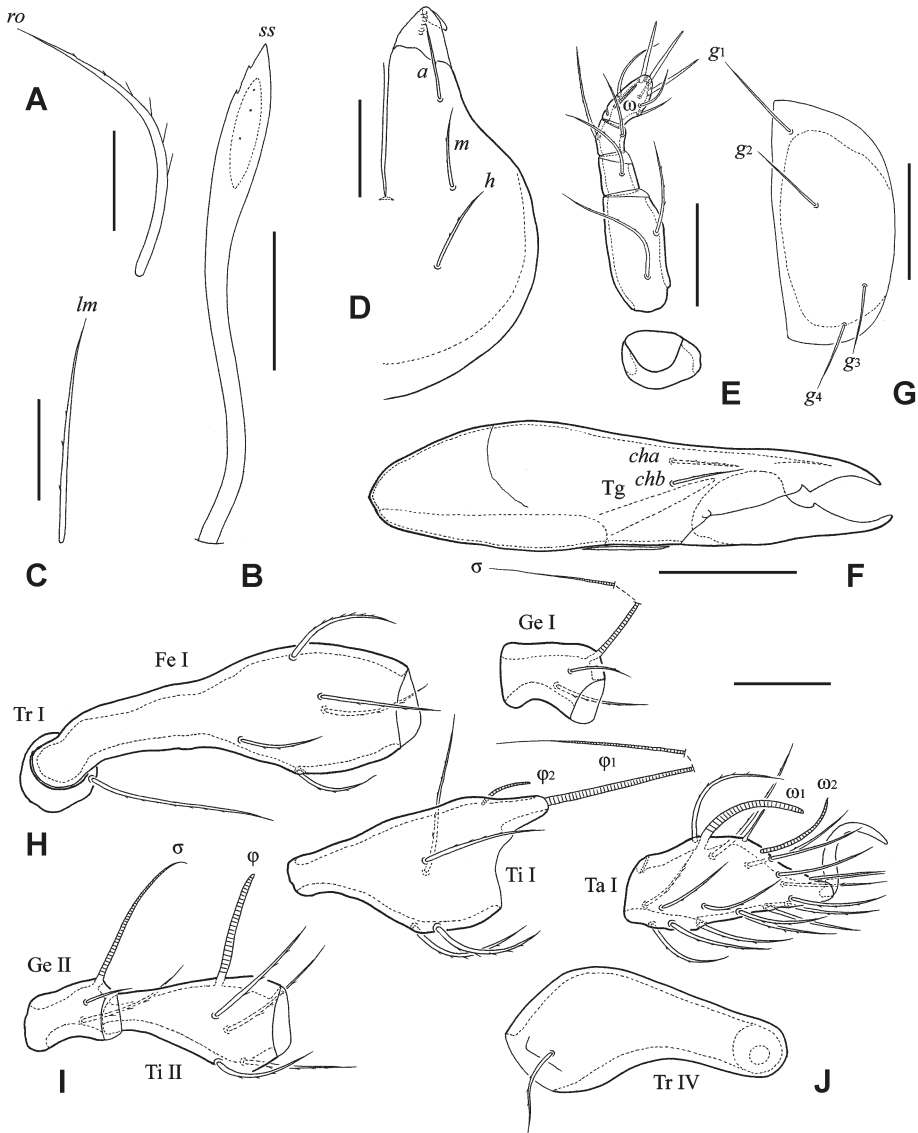 ro
ss
A
a
m
h
D
ω
E
g1
g2
g3
g4
G
lm
C
B
cha
chb
Tg
F
σ
Ge I
Fe I
Tr I
H
φ2
φ1
Ti I
ω1
ω2
Ta I
σ
φ
Ge II
Ti II
I
Tr IV
J